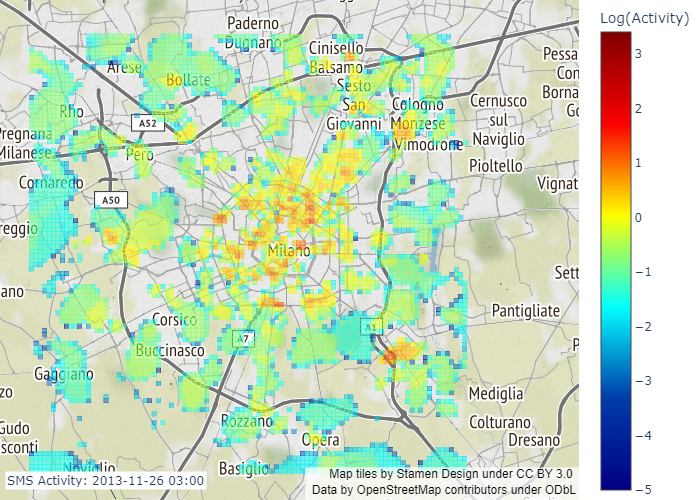 Paderno
Dugnano
Cinisello
Balsamo
Arese
Bollate
Sesto
San
Giovanni
Cologno
Monzese
Vimodrone
Cernusco
sul
Naviglio
Pessa
Con
Borna
Go
Rho
A52
Pregnana
Milanese
Pero
Pioltello
Cornaredo
A50
Vignat
reggio
Milano
Sett
ano
Pantigliate
Corsico
A7
A1
Buccinasco
P
Gaggiano
zo
Mediglia
Rozzano
Colturano
Gudo
sconti
Opera
Dresano
Noviglio
Basiglio
SMS Activity: 2013-11-26 03:00
Map tiles by Stamen Design under CC BY 3.0
Data by OpenStreetMap contributors under ODbL
Log(Activity)
3
2
1
0
−1
−2
−3
−4
−5